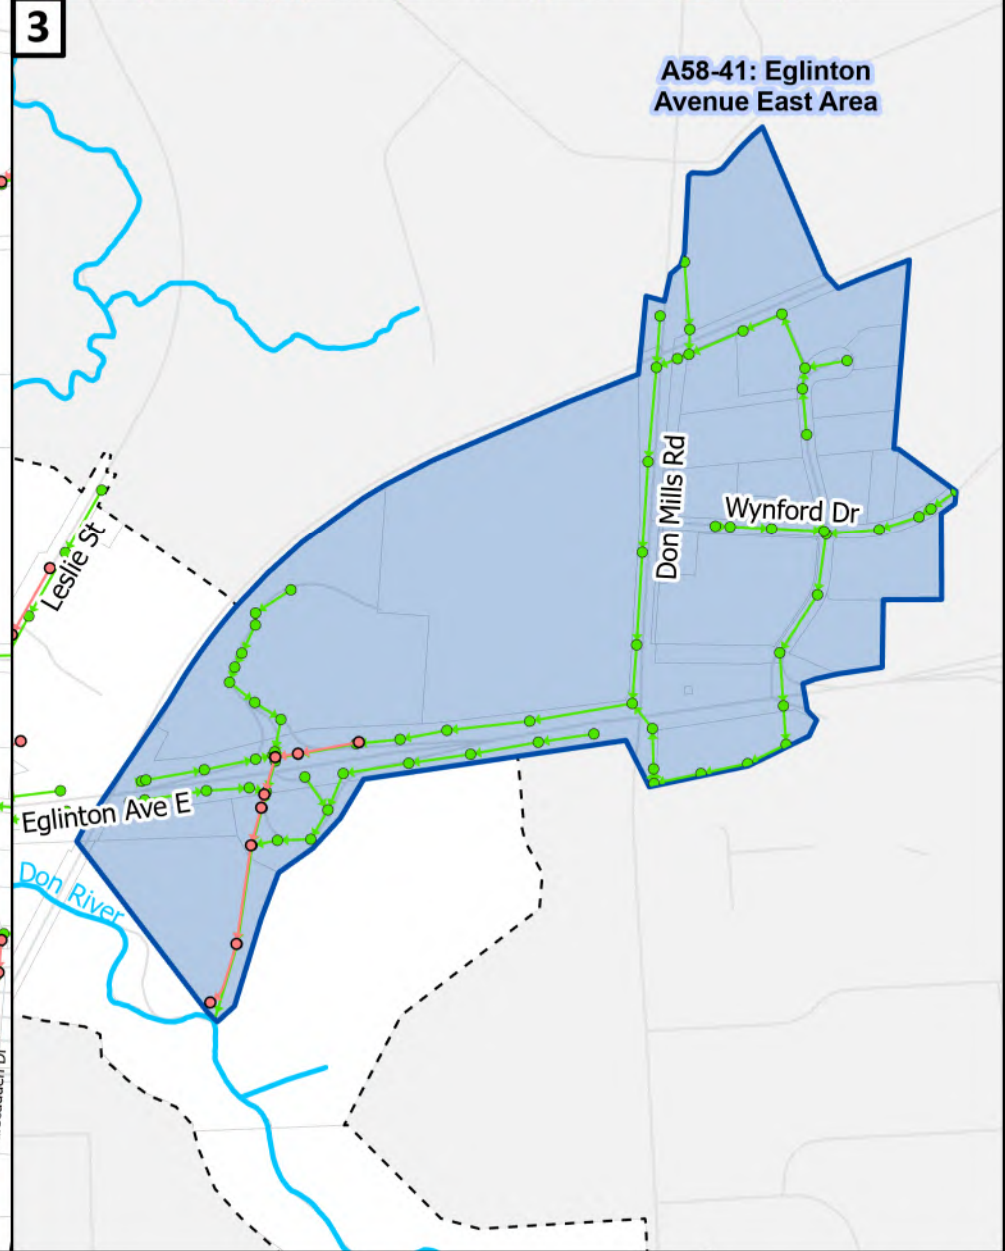 3
A58-41: Eglinton
Avenue East Area
Don Mills Rd
Wynford Dr
Leslie St
Eglinton Ave E
Don River